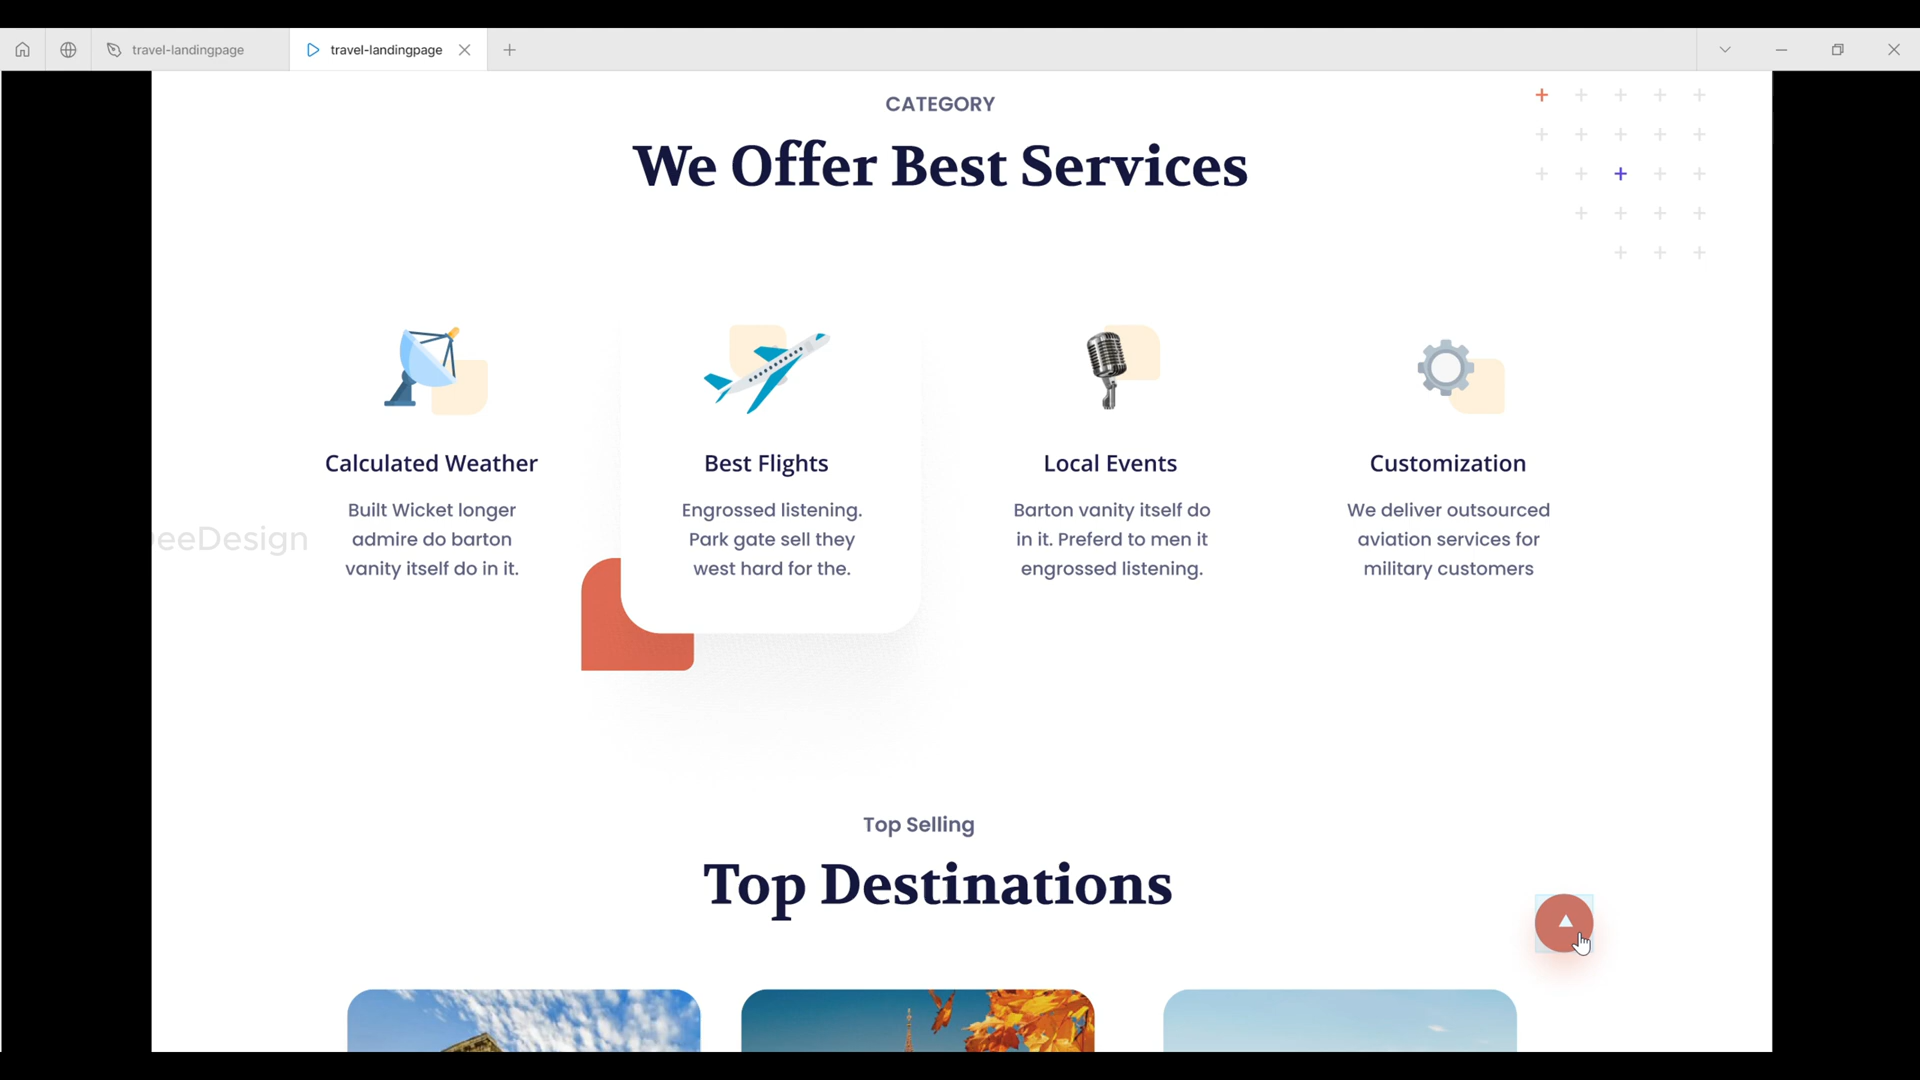 travel-landingpage
travel-landingpage
CATEGORY
We Offer Best Services
Calculated Weather
Built Wicket longer
admire do barton
vanity itself do in it.
Best Flights
Engrossed listening.
Park gate sell they
west hard for the.
Local Events
Barton vanity itself do
in it. Preferd to men it
engrossed listening.
Customization
We deliver outsourced
aviation services for
military customers
eeDesign
Top Selling
Top Destinations